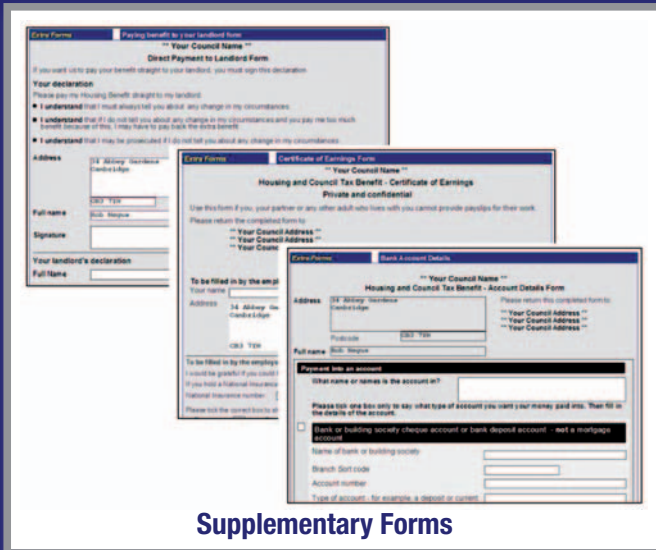 Extra Forms Paying benefit to your landlord form
** Your Council Name **
Direct Payment to Landlord Form
If you want us to pay your benefit straight to your landlord, you must sign this declaration.
Your declaration
Please pay my Housing Benefit straight to my landlord.
I understand that I must always tell you about any change in my circumstances.
I understand that if I do not tell you about any change in my circumstances and you pay me too much
benefit because of this, I may have to pay back the extra benefit.
I understand that I may be prosecuted if I do not tell you about any change in my circumstances.
Address
34 Abbey Gardens
Cambridge
CB3 7IN
Full name Bob Negus
Signature
Your landlord's declaration
Full Name
Extra Forms Certificate of Earnings Form
** Your Council Name **
Housing and Council Tax Benefit - Certificate of Earnings
Private and confidential
Use this form if you, your partner or any other adult who lives with you cannot provide payslips for their work.
Please return the completed form to:
** Your Council Address **
** Your Council Address **
** Your Coun
To be filled in by the empl
Your name
Address
34 Abbey Ga
Cambridge
CB3 7IN
To be filled in by the employe
I would be grateful if you could
If you hold a National Insurance
National Insurance number
Please tick the correct box to sh
Extra Forms Bank Account Details
** Your Council Name **
Housing and Council Tax Benefit - Account Details Form
Address
34 Abbey Gardens
Cambridge
Postcode CB3 7IN
Please return this completed form to:
** Your Council Address **
** Your Council Address **
** Your Council Address **
Full name Bob Negus
Payment into an account
What name or names is the account in?
Please tick one box only to say what type of account you want your money paid into. Then fill in
the details of the account.
Bank or building society cheque account or bank deposit account - not a mortgage
account
Name of bank or building society
Branch Sort code
Account number
Type of account - for example, a deposit or current
Supplementary Forms